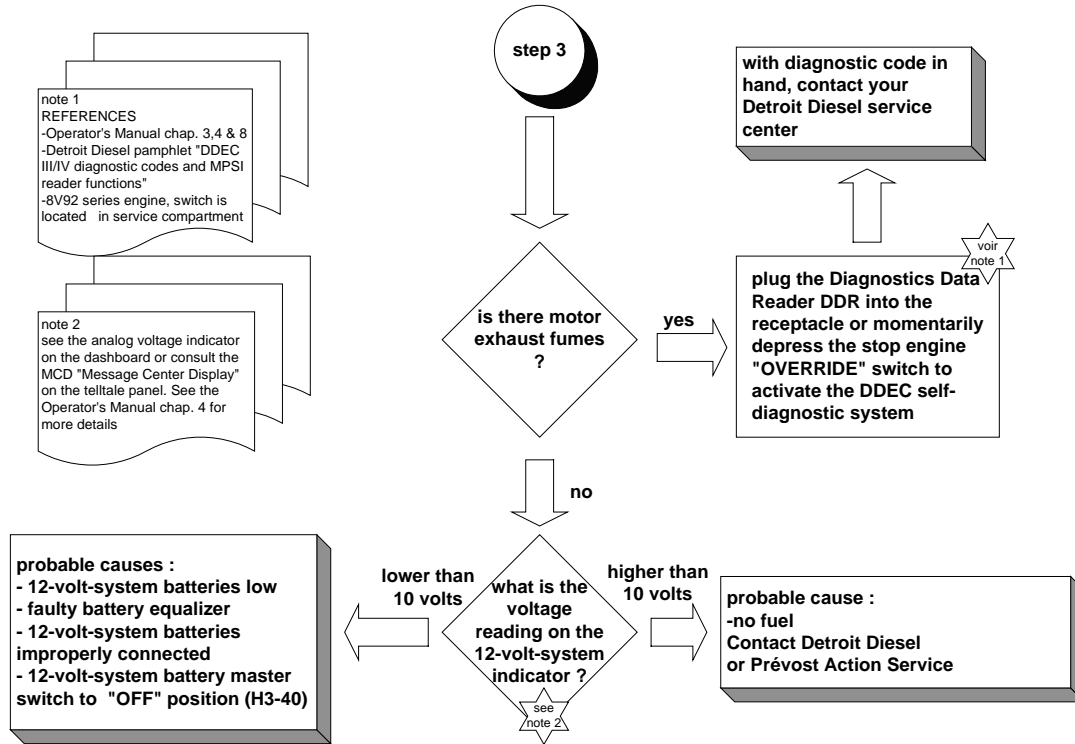 step 3
with diagnostic code in
hand, contact your
Detroit Diesel service
center
note 1
REFERENCES
-Operator's Manual chap. 3,4 & 8
-Detroit Diesel pamphlet "DDEC
III/IV diagnostic codes and MPSI
reader functions"
-8V92 series engine, switch is
located in service compartment
note 2
see the analog voltage indicator
on the dashboard or consult the
MCD "Message Center Display"
on the telltale panel. See the
Operator's Manual chap. 4 for
more details
is there motor
exhaust fumes
?
yes
voir
note 1
plug the Diagnostics Data
Reader DDR into the
receptacle or momentarily
depress the stop engine
"OVERRIDE" switch to
activate the DDEC self-
diagnostic system
no
probable causes :
- 12-volt-system batteries low
- faulty battery equalizer
- 12-volt-system batteries
improperly connected
- 12-volt-system battery master
switch to "OFF" position (H3-40)
lower than
10 volts
what is the
voltage
reading on the
12-volt-system
indicator ?
see
note 2
higher than
10 volts
probable cause :
-no fuel
Contact Detroit Diesel
or Prévost Action Service